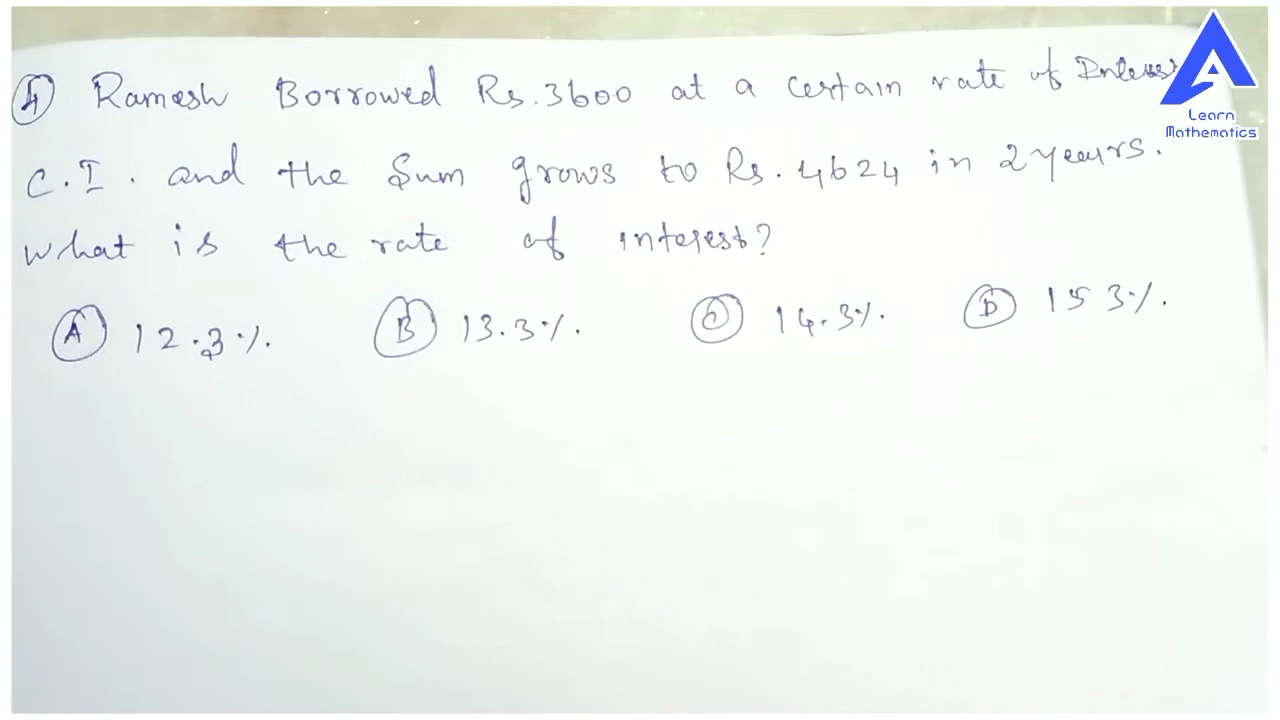 4 Ramesh Borrowed Rs. 3600 at a certain rate of
C.I. and the Sum grows to Rs. 4624 in 2 years.
what is the rate of interest?
A 12.3%. B 13.3%. C 14.3%. D 15 3%.
Learn
Mathematics